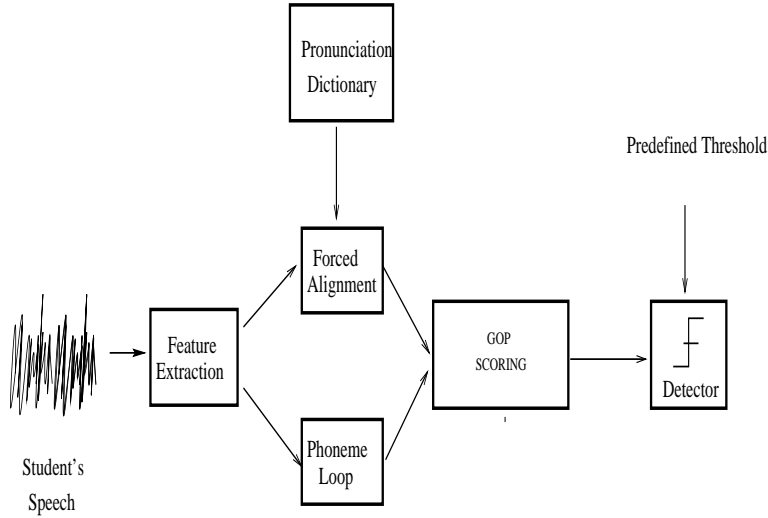 Pronunciation
Dictionary
Predefined Threshold
Forced
Alignment
Feature
Extraction
GOP
SCORING
Detector
Phoneme
Loop
Student's
Speech